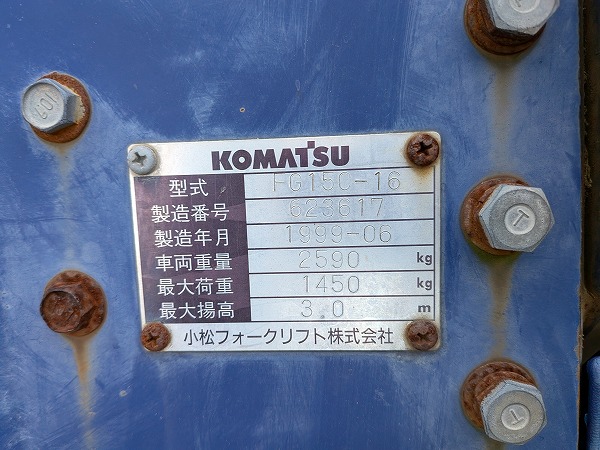 KOMATSU
型式 FG15C-16
製造番号 623617
製造年月 1999-06
車両重量 2590 kg
最大荷重 1450 kg
最大揚高 3.0 m
小松フォークリフト株式会社